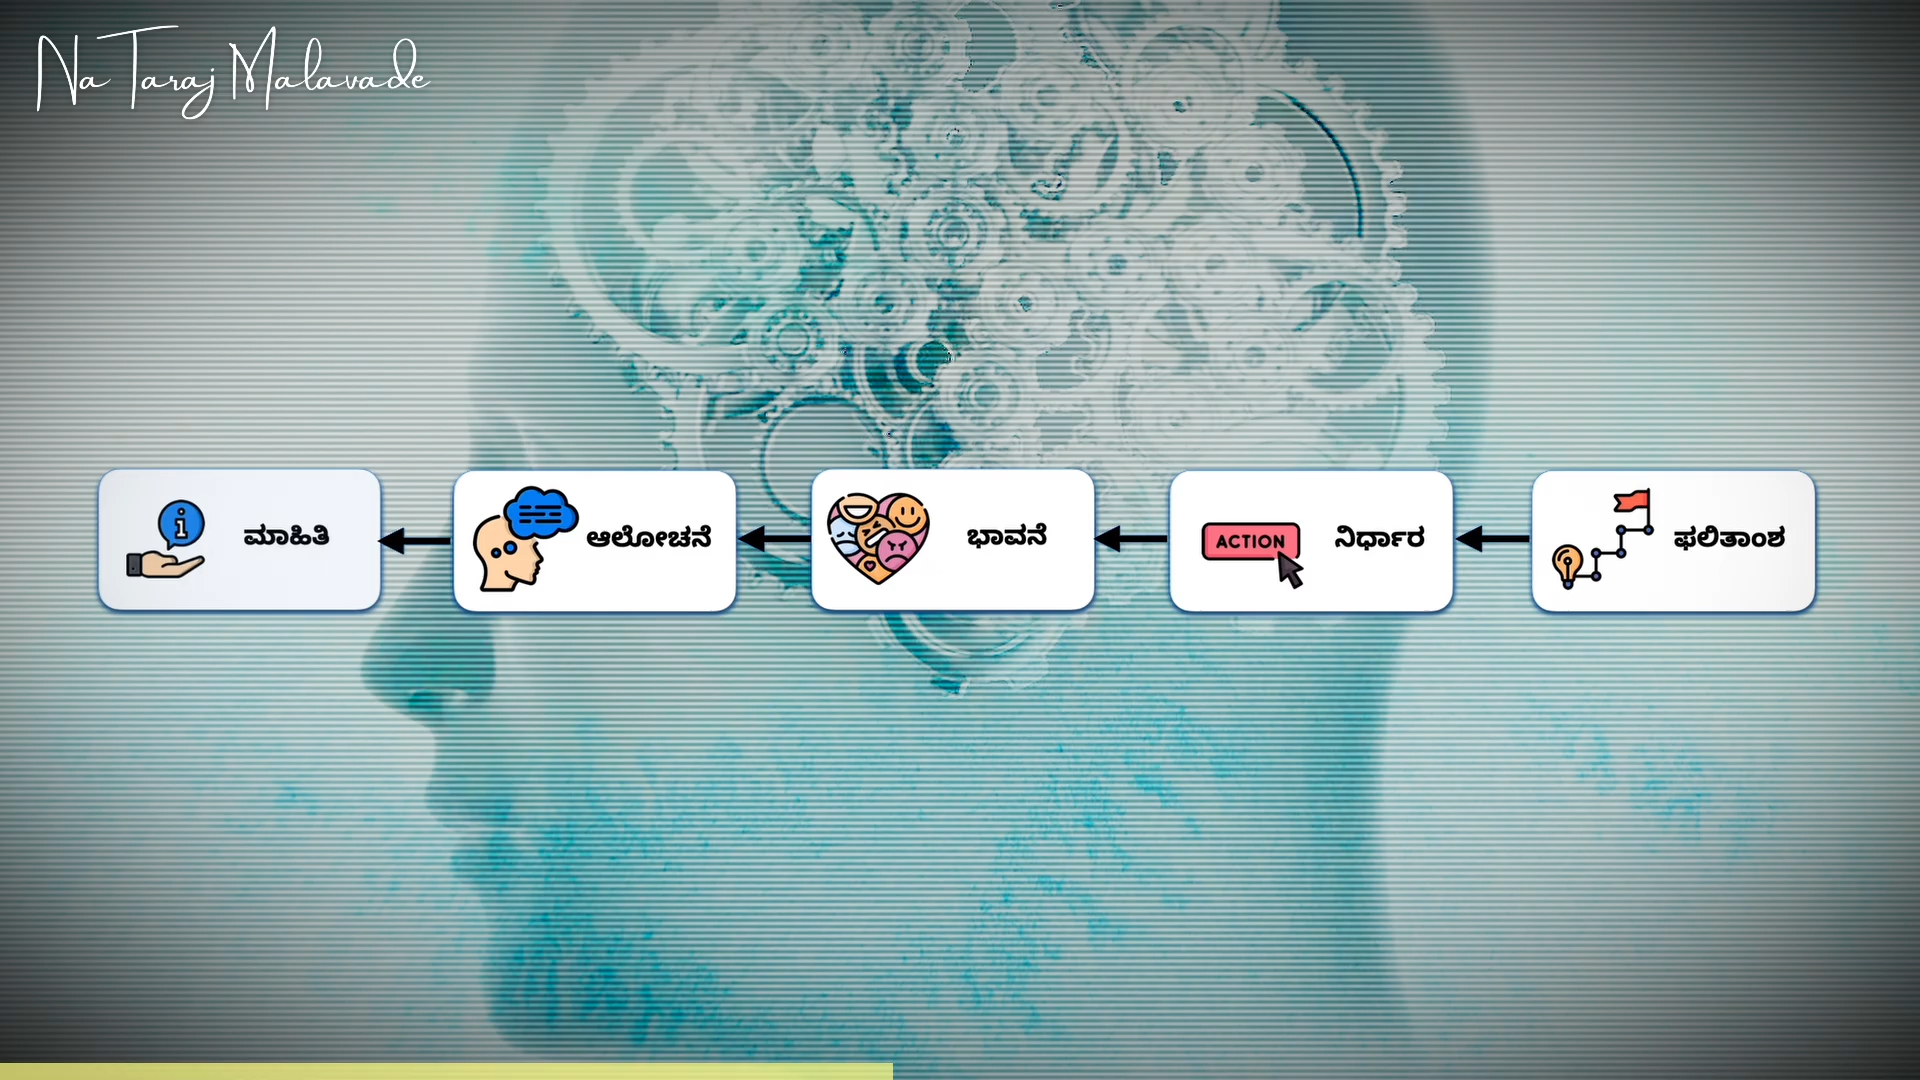 Na Taraj Malavade
ಮಾಹಿತಿ
ಆಲೋಚನೆ
ಭಾವನೆ
ACTION
ನಿರ್ಧಾರ
ಫಲಿತಾಂಶ